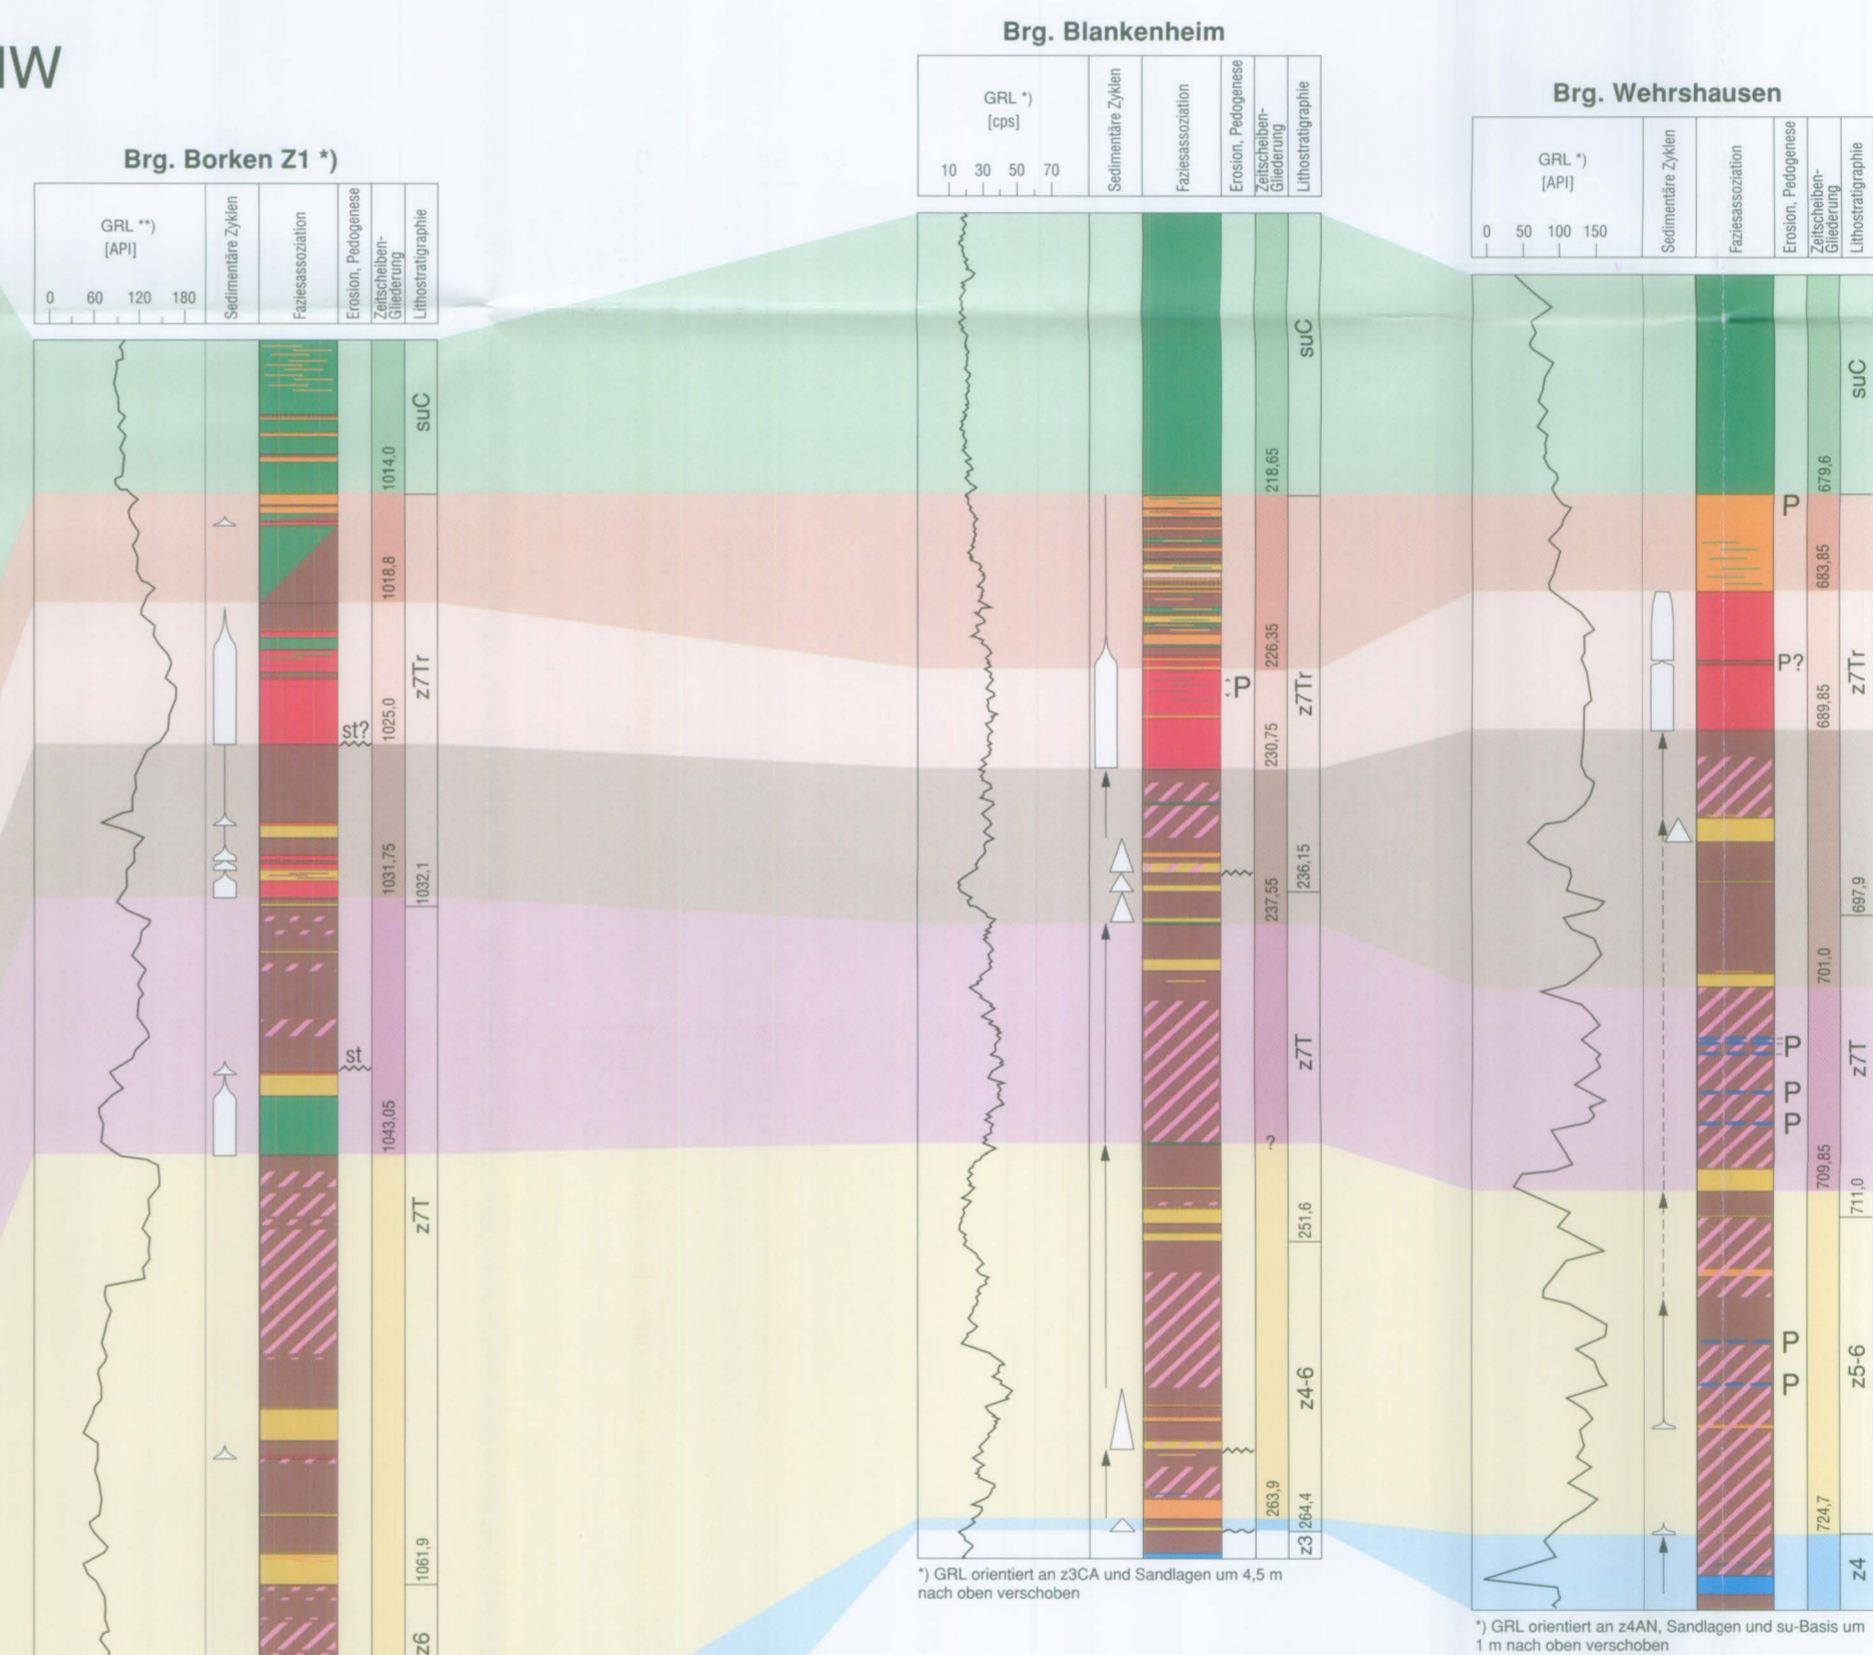 NW
Brg. Borken Z1 *)
GRL **)
[API]
0 60 120 180
Sedimentäre Zyklen
Faziesassoziation
Erosion, Pedogenese
Zeitscheiben-
Gliederung
Lithostratigraphie
suC
1014,0
1018,8
z7Tr
st?
1025,0
1031,75
1032,1
st
1043,05
z7T
1061,9
z6
Brg. Blankenheim
GRL *)
[cps]
10 30 50 70
Sedimentäre Zyklen
Faziesassoziation
Erosion, Pedogenese
Zeitscheiben-
Gliederung
Lithostratigraphie
suC
218,65
226,35
P
z7Tr
230,75
236,15
237,55
z7T
?
251,6
z4-6
263,9
264,4
z3
*) GRL orientiert an z3CA und Sandlagen um 4,5 m
nach oben verschoben
Brg. Wehrshausen
GRL *)
[API]
0 50 100 150
Sedimentäre Zyklen
Faziesassoziation
Erosion, Pedogenese
Zeitscheiben-
Gliederung
Lithostratigraphie
suC
679,6
P
683,85
P?
z7Tr
689,85
697,9
701,0
P
z7T
P
P
709,85
711,0
P
z5-6
P
724,7
z4
*) GRL orientiert an z4AN, Sandlagen und su-Basis um
1 m nach oben verschoben